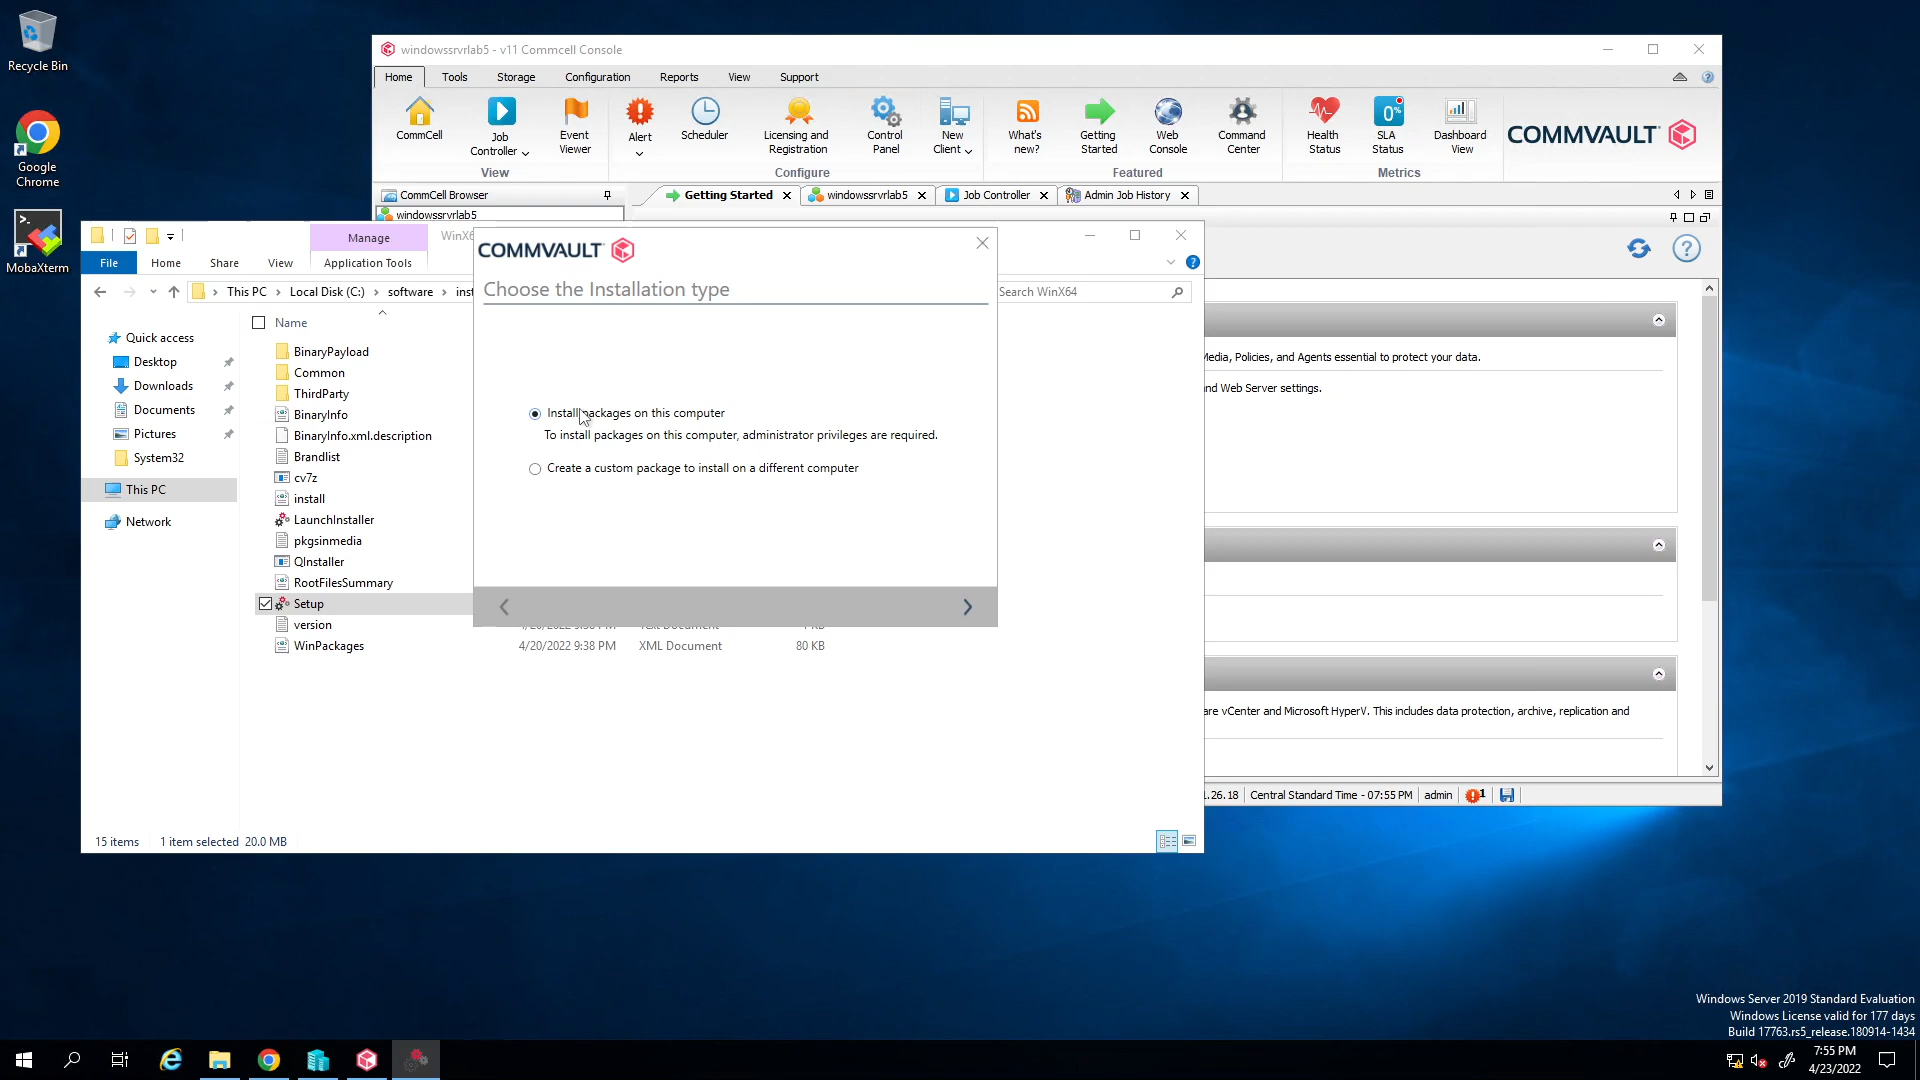 Recycle Bin
Google
Chrome
MobaXterm
windowssrvrlab5 - v11 Commcell Console
Home
Tools
Storage
Configuration
Reports
View
Support
CommCell
Job
Controller
Event
Viewer
Alert
Scheduler
Licensing and
Registration
Control
Panel
New
Client
What's
new?
Getting
Started
Web
Console
Command
Center
Health
Status
0%
SLA
Status
Dashboard
View
COMMVAULT
View
Configure
Featured
Metrics
CommCell Browser
Getting Started
windowssrvrlab5
Job Controller
Admin Job History
windowssrvrlab5
Manage
WinX6
File
Home
Share
View
Application Tools
This PC
Local Disk (C:)
software
inst
Search WinX64
Name
Quick access
Desktop
Downloads
Documents
Pictures
System32
This PC
Network
BinaryPayload
Common
ThirdParty
BinaryInfo
BinaryInfo.xml.description
Brandlist
cv7z
install
LaunchInstaller
pkgsinmedia
QInstaller
RootFilesSummary
Setup
version
WinPackages
4/20/2022 9:38 PM XML Document 80 KB
COMMVAULT
Choose the Installation type
Install packages on this computer
To install packages on this computer, administrator privileges are required.
Create a custom package to install on a different computer
Media, Policies, and Agents essential to protect your data.
nd Web Server settings.
are vCenter and Microsoft HyperV. This includes data protection, archive, replication and
1.26.18
Central Standard Time - 07:55 PM
admin
1
15 items
1 item selected 20.0 MB
Windows Server 2019 Standard Evaluation
Windows License valid for 177 days
Build 17763.rs5_release.180914-1434
7:55 PM
4/23/2022